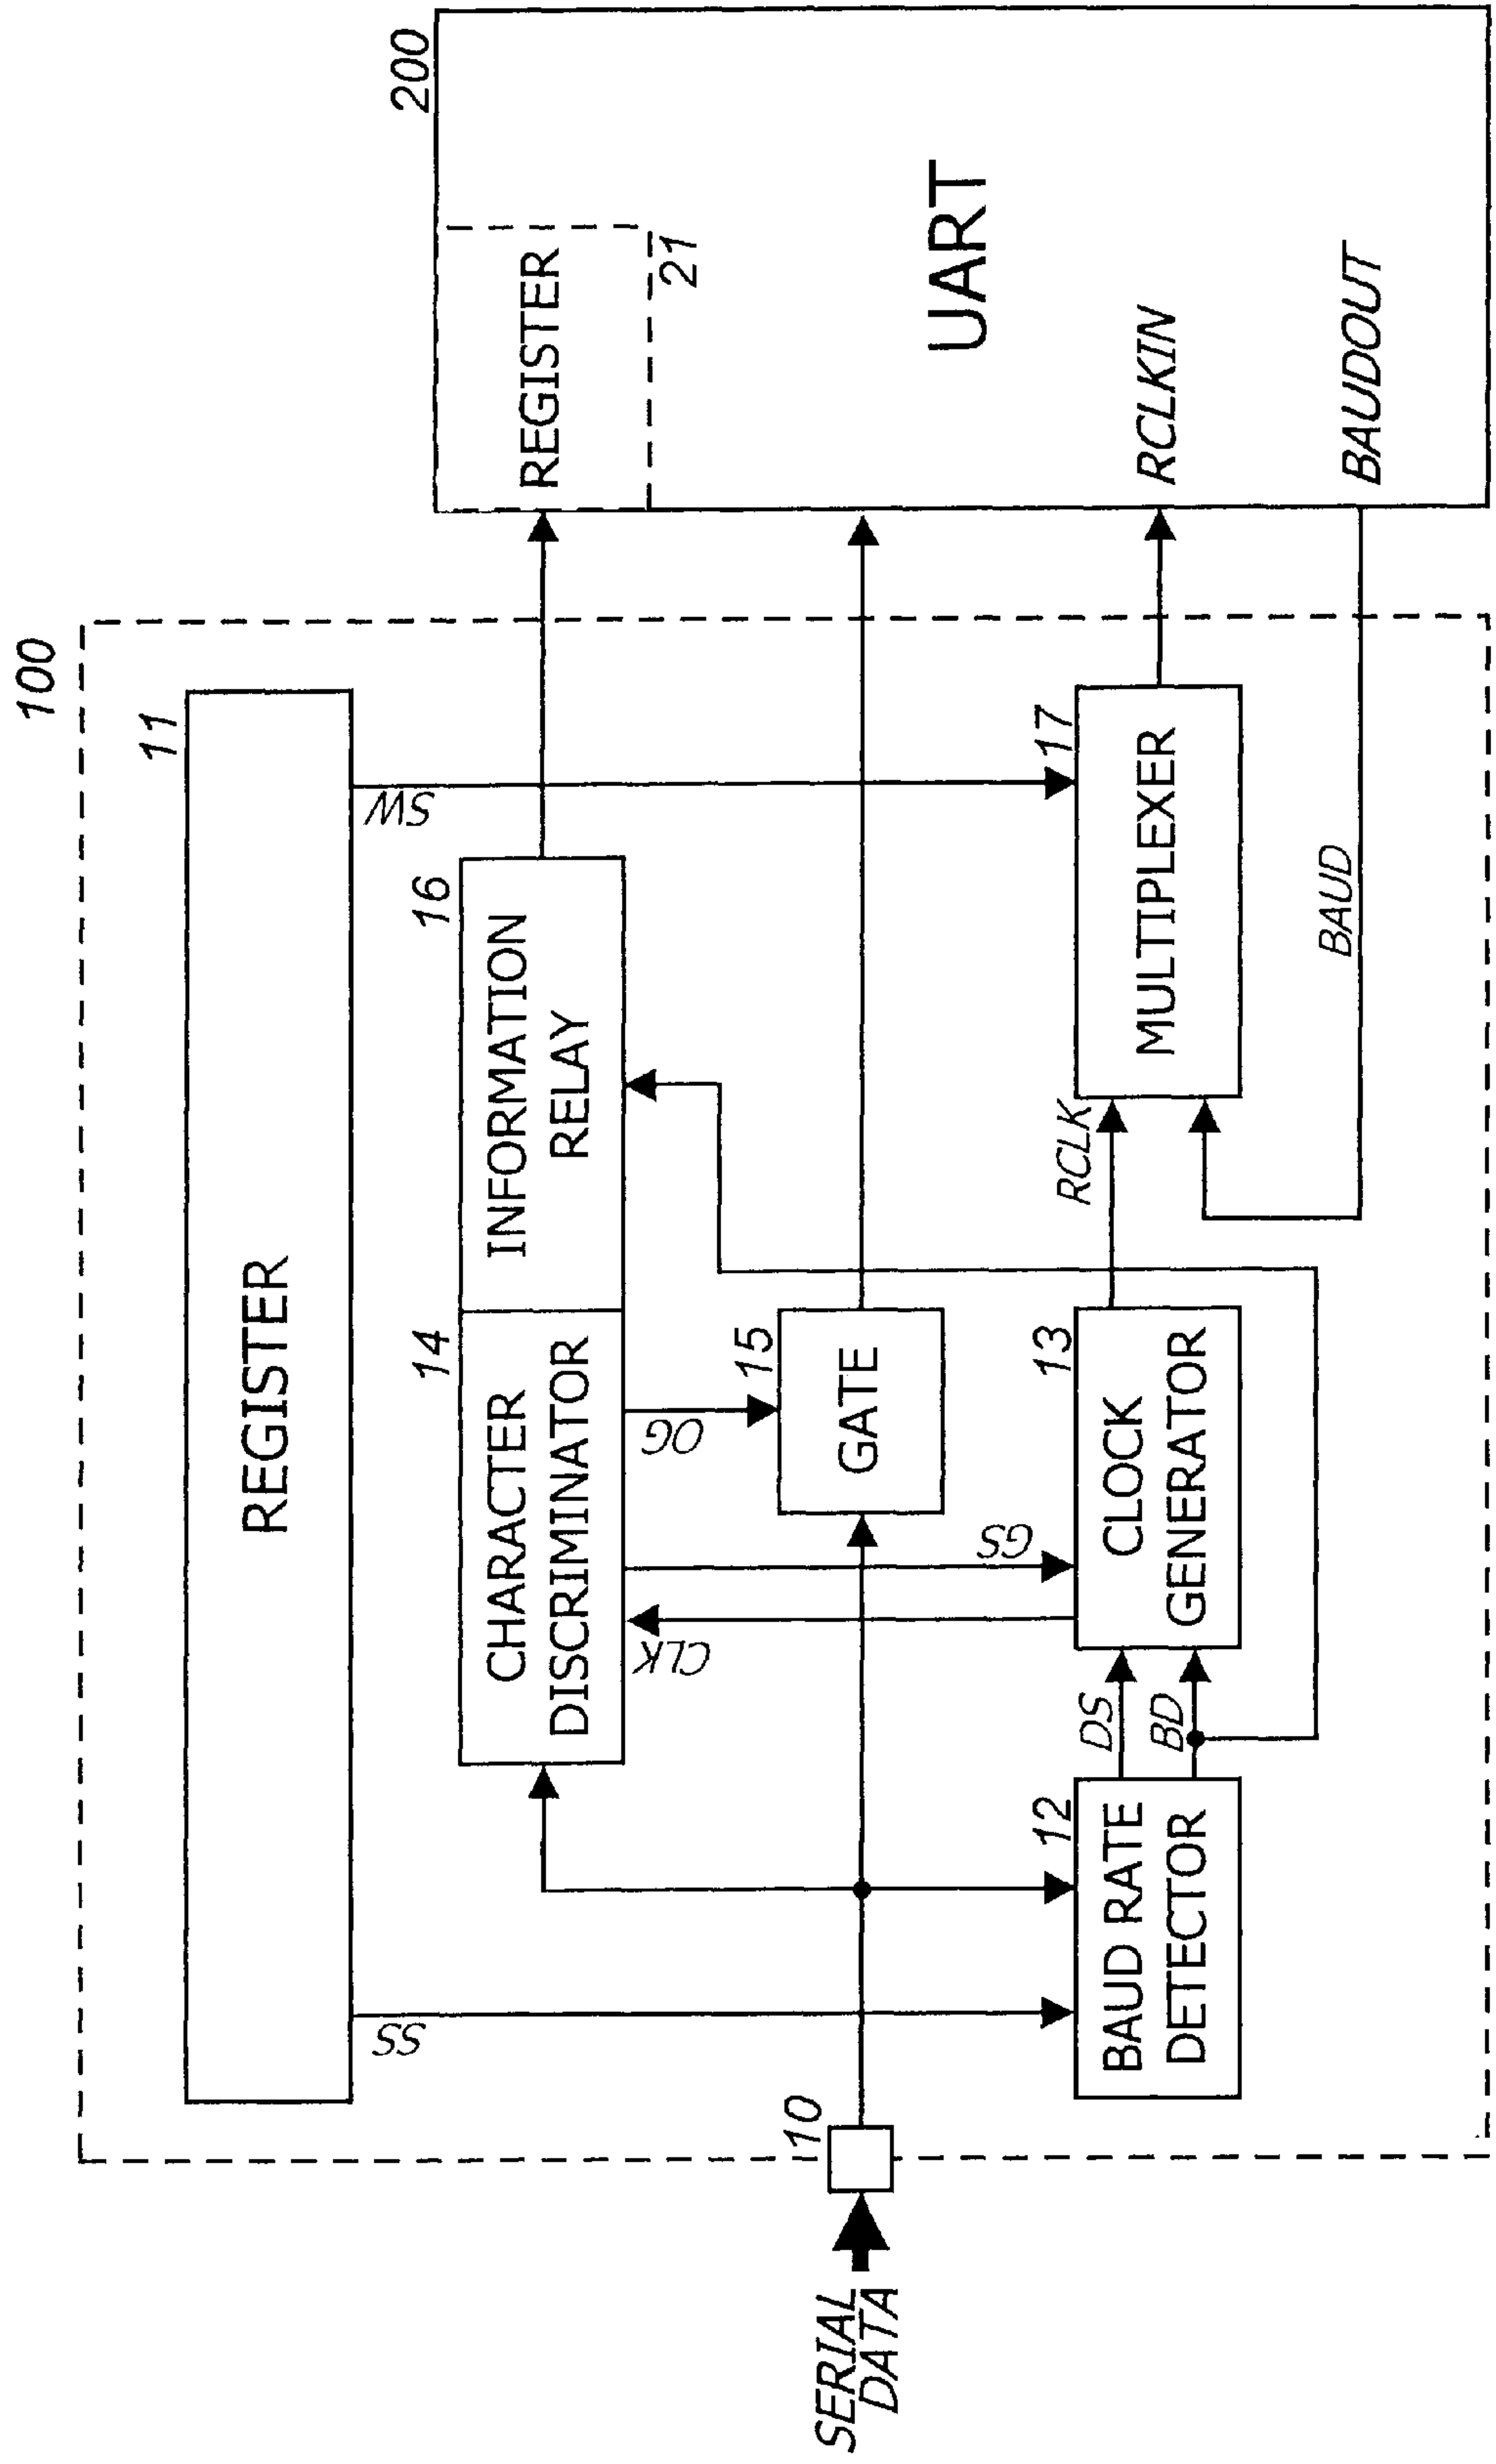 100
11
REGISTER
SS
SW
14
CHARACTER
DISCRIMINATOR
16
INFORMATION
RELAY
CLK
GS
OG
15
GATE
10
SERIAL
DATA
12
BAUD RATE
DETECTOR
DS
BD
13
CLOCK
GENERATOR
RCLK
17
MULTIPLEXER
BAUD
200
REGISTER
21
UART
RCLKIN
BAUDOUT